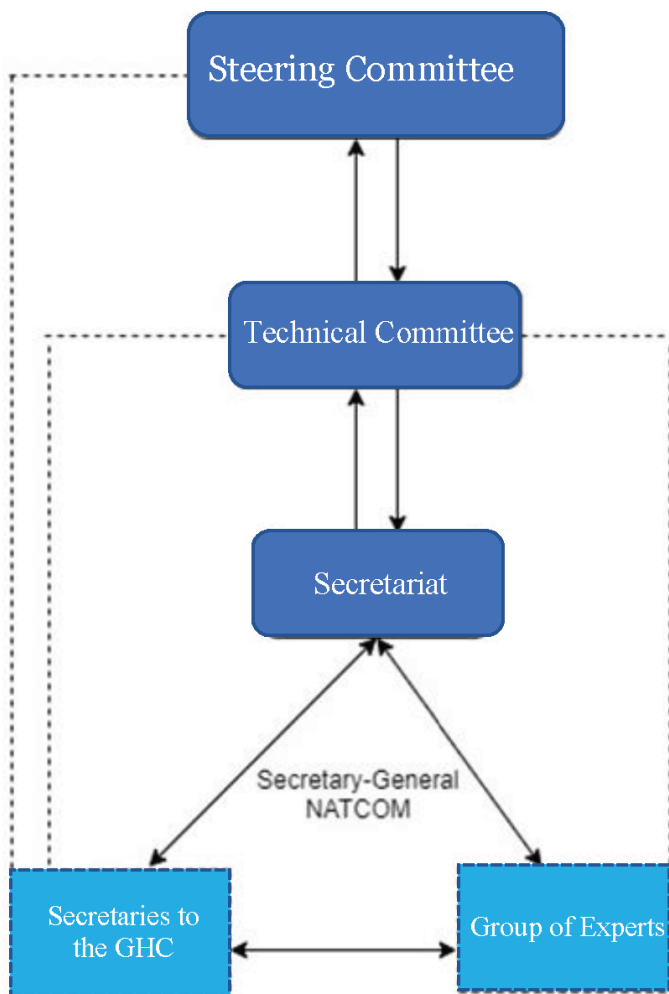 Steering Committee
Technical Committee
Secretariat
Secretary-General
NATCOM
Secretaries to
the GHC
Group of Experts